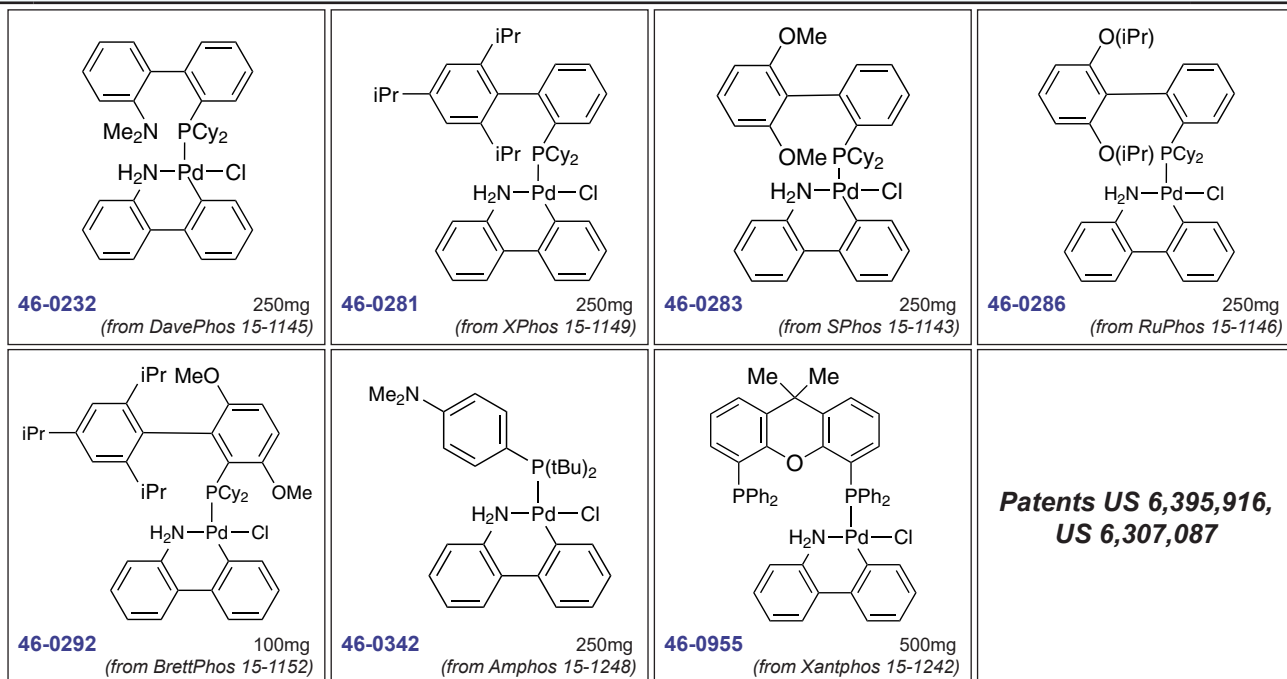 Me₂N PCy₂
H₂N Pd Cl
46-0232 250mg
(from DavePhos 15-1145)
iPr
iPr
iPr
PCy₂
H₂N Pd Cl
46-0281 250mg
(from XPhos 15-1149)
OMe
OMe PCy₂
H₂N Pd Cl
46-0283 250mg
(from SPhos 15-1143)
O(iPr)
O(iPr) PCy₂
H₂N Pd Cl
46-0286 250mg
(from RuPhos 15-1146)
iPr MeO
iPr
iPr PCy₂ OMe
H₂N Pd Cl
46-0292 100mg
(from BrettPhos 15-1152)
Me₂N
P(tBu)₂
H₂N Pd Cl
46-0342 250mg
(from Amphos 15-1248)
Me Me
O
PPh₂ PPh₂
H₂N Pd Cl
46-0955 500mg
(from Xantphos 15-1242)
Patents US 6,395,916,
US 6,307,087